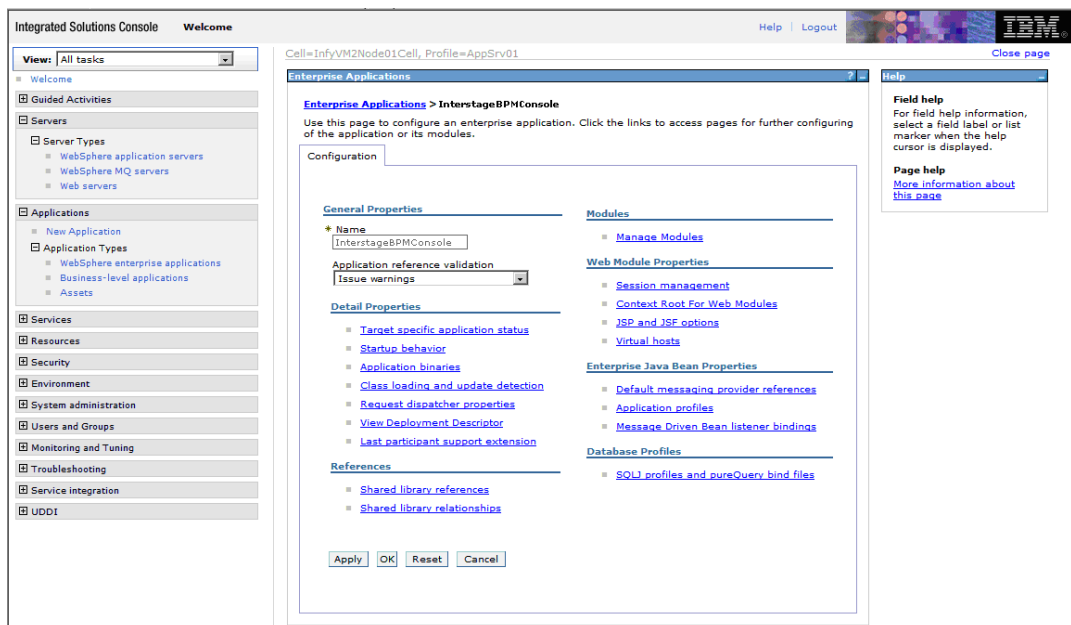 Integrated Solutions Console Welcome
Help | Logout
IBM.
View: All tasks
Welcome
Guided Activities
Servers
Server Types
WebSphere application servers
WebSphere MQ servers
Web servers
Applications
New Application
Application Types
WebSphere enterprise applications
Business-level applications
Assets
Services
Resources
Security
Environment
System administration
Users and Groups
Monitoring and Tuning
Troubleshooting
Service integration
UDDI
Cell=InfyVM2Node01Cell, Profile=AppSrv01
Close page
Enterprise Applications ? -
Enterprise Applications > InterstageBPMConsole
Use this page to configure an enterprise application. Click the links to access pages for further configuring
of the application or its modules.
Configuration
General Properties
* Name
InterstageBPMConsole
Application reference validation
Issue warnings
Detail Properties
Target specific application status
Startup behavior
Application binaries
Class loading and update detection
Request dispatcher properties
View Deployment Descriptor
Last participant support extension
References
Shared library references
Shared library relationships
Modules
Manage Modules
Web Module Properties
Session management
Context Root For Web Modules
JSP and JSF options
Virtual hosts
Enterprise Java Bean Properties
Default messaging provider references
Application profiles
Message Driven Bean listener bindings
Database Profiles
SQLJ profiles and pureQuery bind files
Apply OK Reset Cancel
Help -
Field help
For field help information,
select a field label or list
marker when the help
cursor is displayed.
Page help
More information about
this page